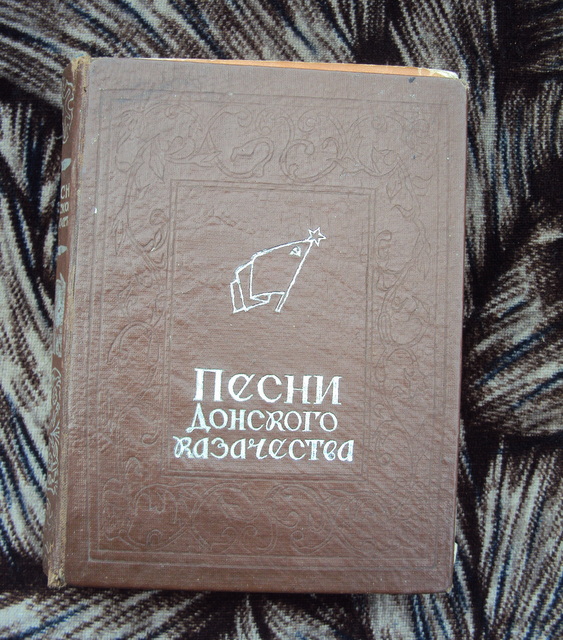 Песни
Донского
казачества